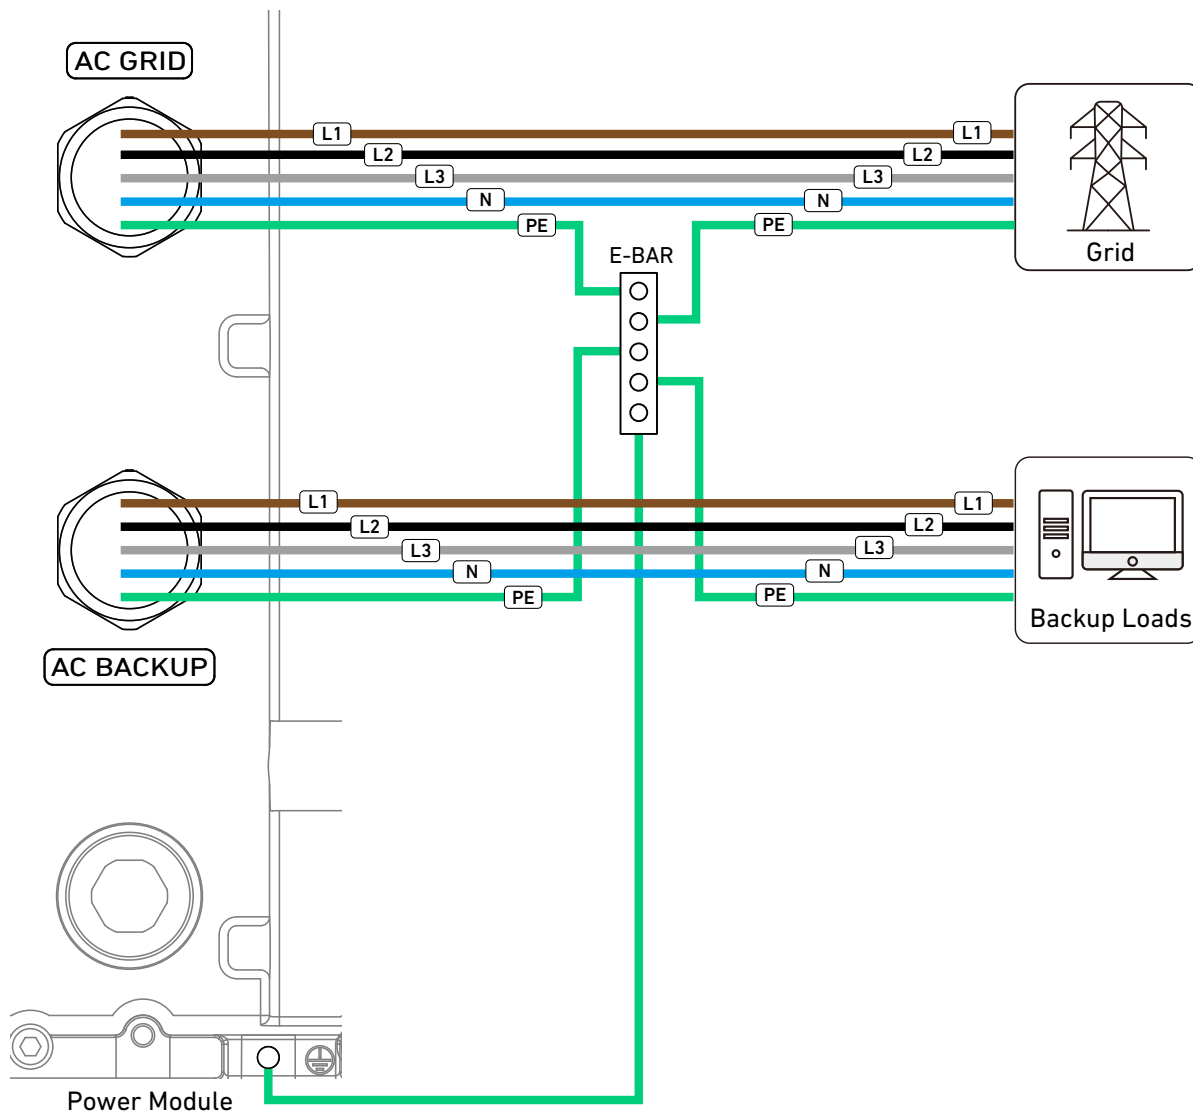 AC GRID
L1
L1
L2
L2
L3
L3
N
N
PE
PE
E-BAR
Grid
L1
L1
L2
L2
L3
L3
N
N
PE
PE
Backup Loads
AC BACKUP
Power Module